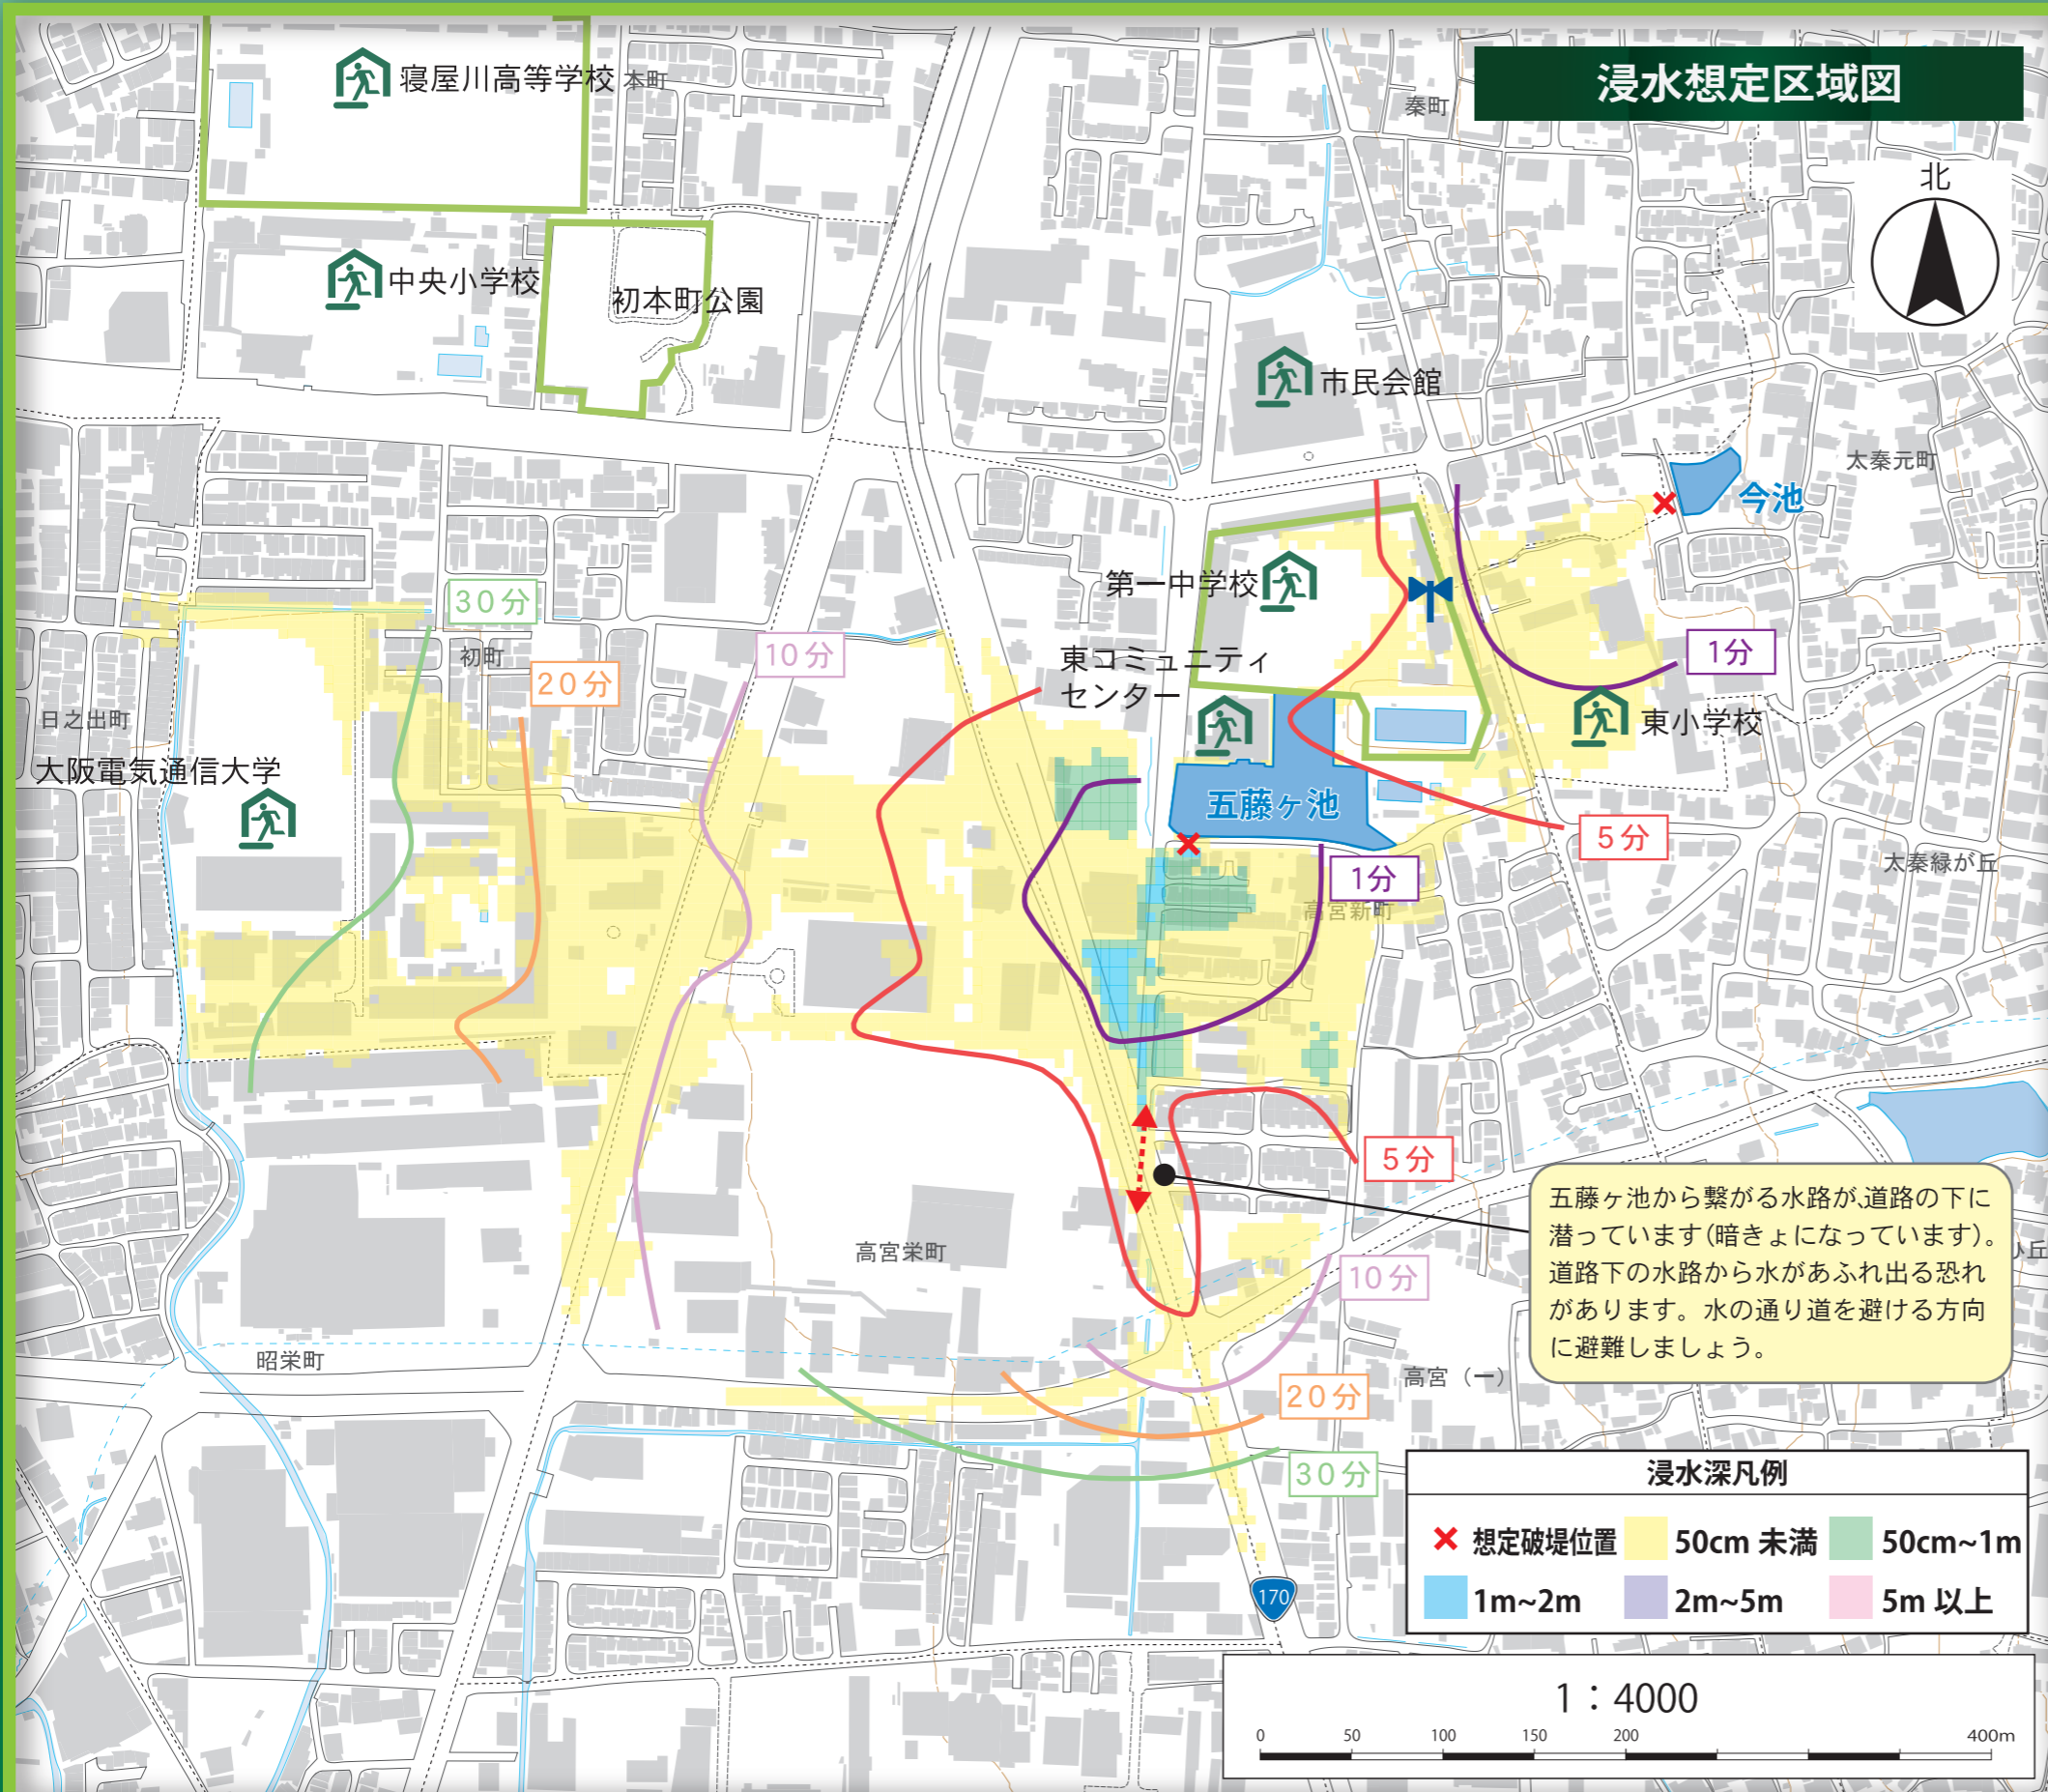 浸水想定区域図
北
寝屋川高等学校
本町
秦町
中央小学校
初本町公園
市民会館
太秦元町
今池
第一中学校
30分
10分
初町
20分
東コミュニティ
センター
1分
東小学校
日之出町
大阪電気通信大学
五藤ヶ池
5分
太秦緑が丘
1分
高宮新町
5分
五藤ヶ池から繋がる水路が、道路の下に
潜っています(暗きょになっています)。
道路下の水路から水があふれ出る恐れ
があります。水の通り道を避ける方向
に避難しましょう。
高宮栄町
10分
昭栄町
高宮(一)
20分
30分
浸水深凡例
想定破堤位置 50cm 未満 50cm~1m
1m~2m 2m~5m 5m 以上
170
1：4000
0 50 100 150 200 400m